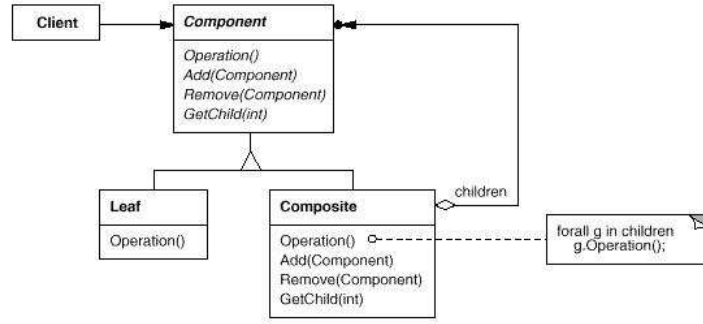 Client
Component
Operation()
Add(Component)
Remove(Component)
GetChild(int)
Leaf
Operation()
Composite
Operation()
Add(Component)
Remove(Component)
GetChild(int)
children
forall g in children
g.Operation();